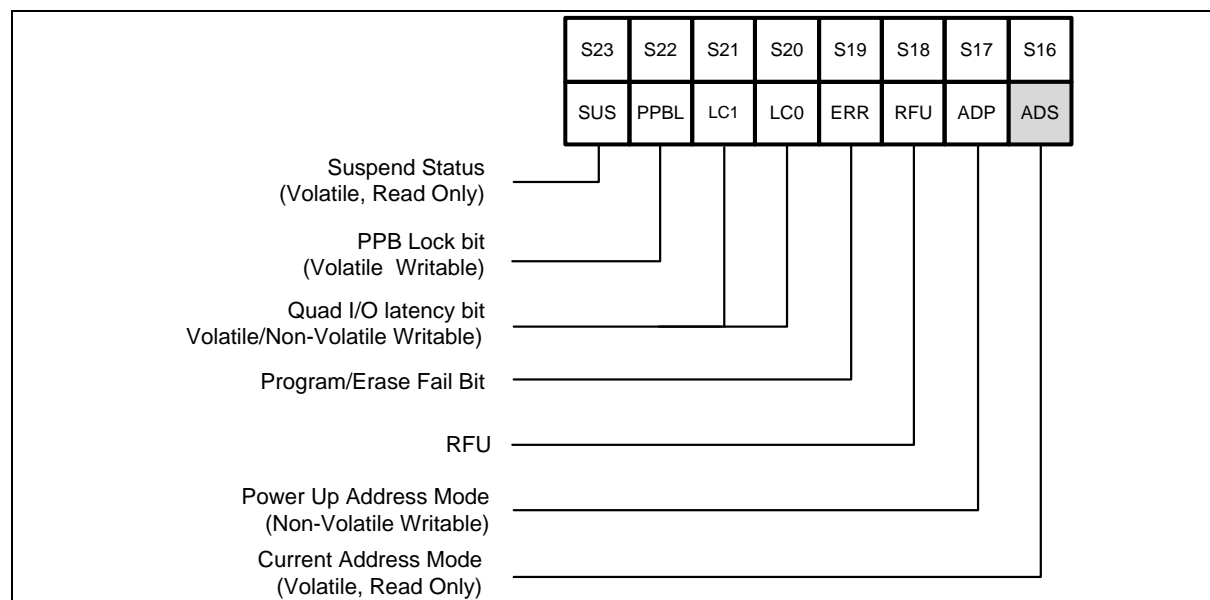 S23 S22 S21 S20 S19 S18 S17 S16
SUS PPBL LC1 LC0 ERR RFU ADP ADS
Suspend Status
(Volatile, Read Only)
PPB Lock bit
(Volatile Writable)
Quad I/O latency bit
Volatile/Non-Volatile Writable)
Program/Erase Fail Bit
RFU
Power Up Address Mode
(Non-Volatile Writable)
Current Address Mode
(Volatile, Read Only)